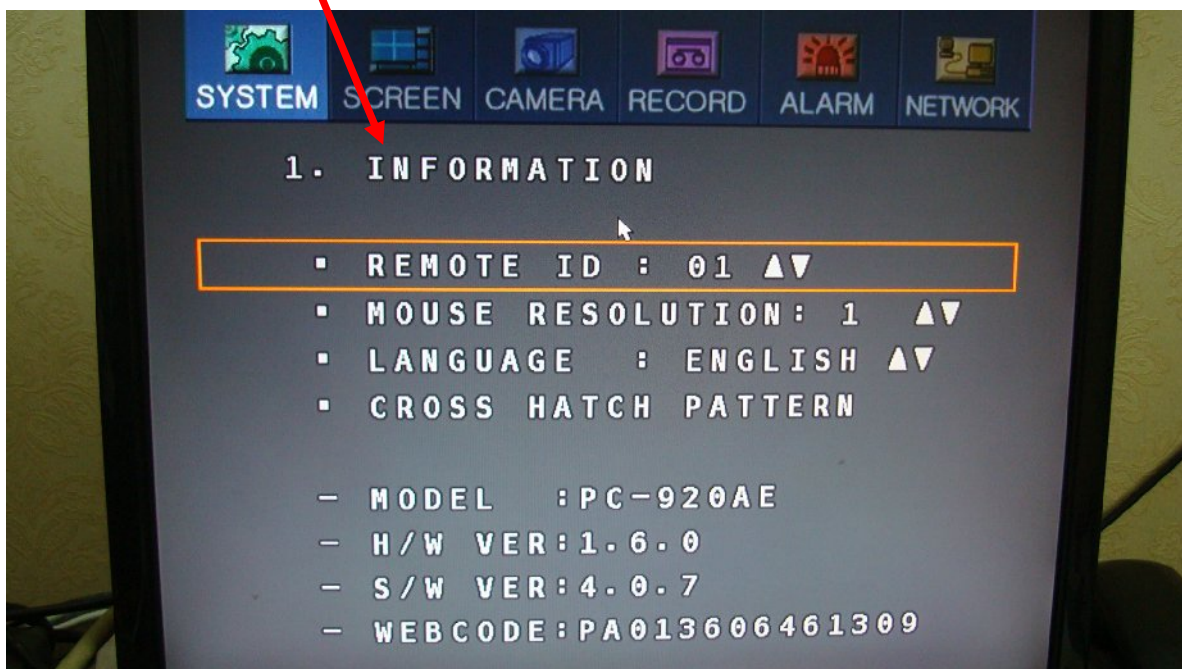 SYSTEM SCREEN CAMERA RECORD ALARM NETWORK
1. INFORMATION
▪ REMOTE ID : 01 ▲▼
▪ MOUSE RESOLUTION: 1 ▲▼
▪ LANGUAGE : ENGLISH ▲▼
▪ CROSS HATCH PATTERN
— MODEL :PC-920AE
— H/W VER:1.6.0
— S/W VER:4.0.7
— WEBCODE:PA013606461309